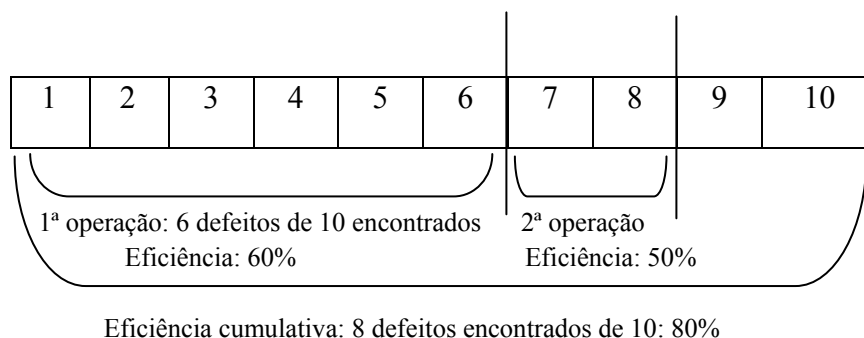 1 2 3 4 5 6 7 8 9 10
1ª operação: 6 defeitos de 10 encontrados
Eficiência: 60%
2ª operação
Eficiência: 50%
Eficiência cumulativa: 8 defeitos encontrados de 10: 80%